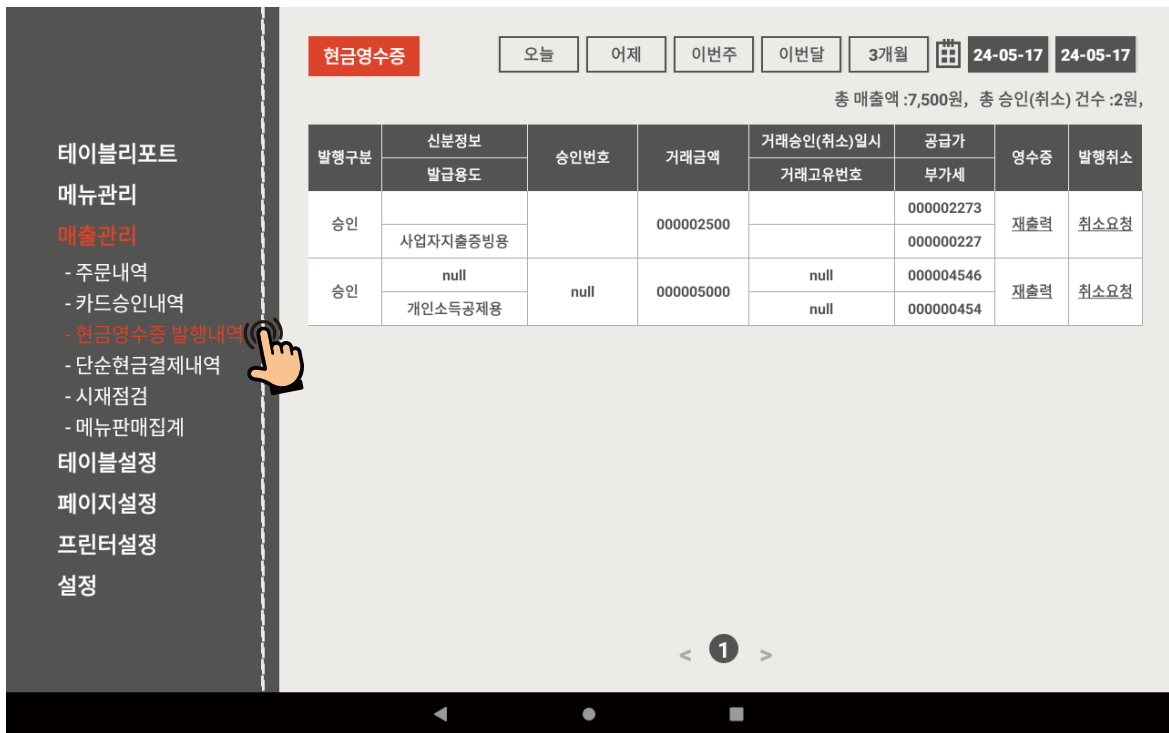 현금영수증
오늘 어제 이번주 이번달 3개월 24-05-17 24-05-17
총 매출액 :7,500원, 총 승인(취소) 건수 :2원,
테이블리포트
메뉴관리
매출관리
- 주문내역
- 카드승인내역
- 현금영수증 발행내역
- 단순현금결제내역
- 시재점검
- 메뉴판매집계
테이블설정
페이지설정
프린터설정
설정
발행구분 신분정보 승인번호 거래금액 거래승인(취소)일시 공급가 영수증 발행취소
발급용도 거래고유번호 부가세
승인 000002500 000002273 재출력 취소요청
사업자지출증빙용 000000227
승인 null null 000005000 null 000004546 재출력 취소요청
개인소득공제용 null 000000454
< 1 >